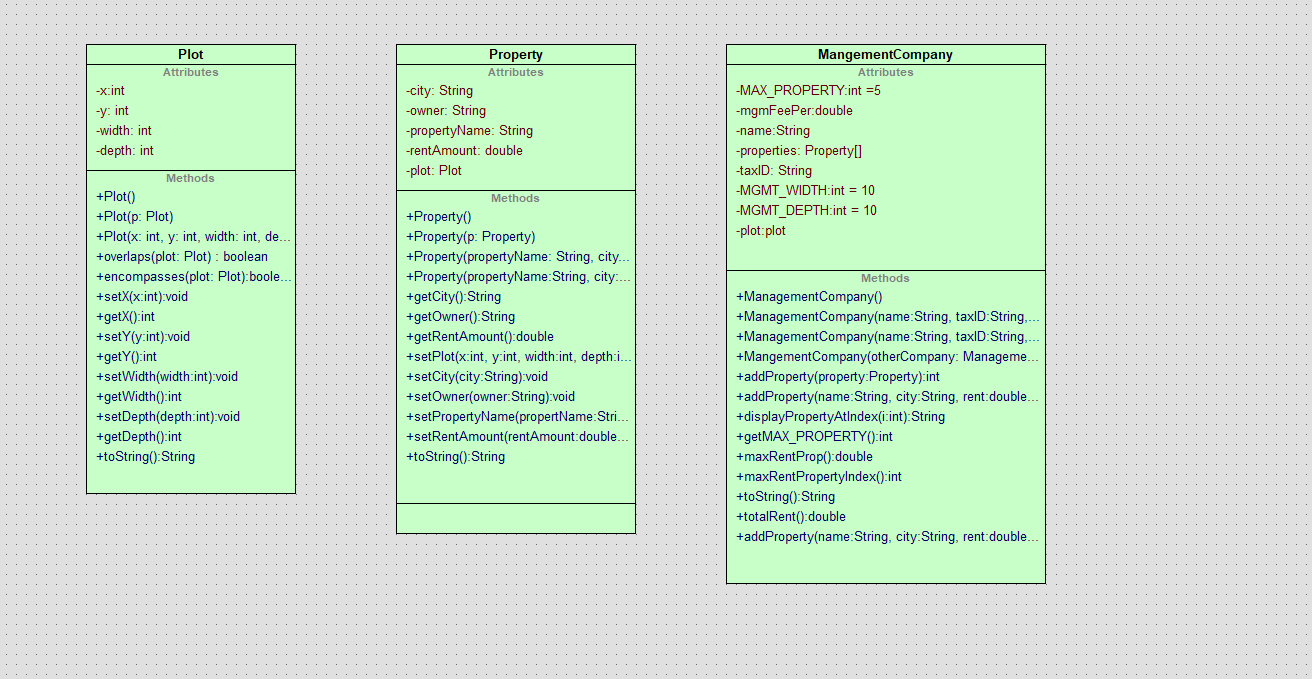 Plot
Attributes
-x:int
-y: int
-width: int
-depth: int
Methods
+Plot()
+Plot(p: Plot)
+Plot(x: int, y: int, width: int, de...
+overlaps(plot: Plot) : boolean
+encompasses(plot: Plot):boole...
+setX(x:int):void
+getX():int
+setY(y:int):void
+getY():int
+setWidth(width:int):void
+getWidth():int
+setDepth(depth:int):void
+getDepth():int
+toString():String
Property
Attributes
-city: String
-owner: String
-propertyName: String
-rentAmount: double
-plot: Plot
Methods
+Property()
+Property(p: Property)
+Property(propertyName: String, city...
+Property(propertyName:String, city:...
+getCity():String
+getOwner():String
+getRentAmount():double
+setPlot(x:int, y:int, width:int, depth:i...
+setCity(city:String):void
+setOwner(owner:String):void
+setPropertyName(propertName:Stri...
+setRentAmount(rentAmount:double...
+toString():String
MangementCompany
Attributes
-MAX_PROPERTY:int =5
-mgmFeePer:double
-name:String
-properties: Property[]
-taxID: String
-MGMT_WIDTH:int = 10
-MGMT_DEPTH:int = 10
-plot:plot
Methods
+ManagementCompany()
+ManagementCompany(name:String, taxID:String,...
+ManagementCompany(name:String, taxID:String,...
+MangementCompany(otherCompany: Manageme...
+addProperty(property:Property):int
+addProperty(name:String, city:String, rent:double...
+displayPropertyAtIndex(i:int):String
+getMAX_PROPERTY():int
+maxRentProp():double
+maxRentPropertyIndex():int
+toString():String
+totalRent():double
+addProperty(name:String, city:String, rent:double...